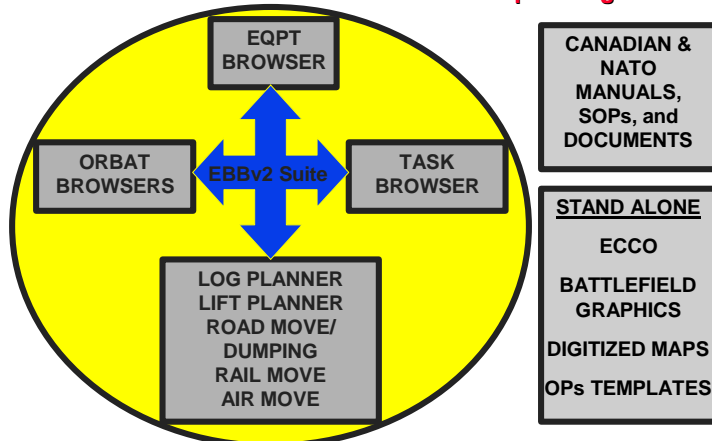 EQPT
BROWSER
ORBAT
BROWSERS
EBBv2 Suite
TASK
BROWSER
LOG PLANNER
LIFT PLANNER
ROAD MOVE/
DUMPING
RAIL MOVE
AIR MOVE
CANADIAN &
NATO
MANUALS,
SOPs, and
DOCUMENTS
STAND ALONE
ECCO
BATTLEFIELD
GRAPHICS
DIGITIZED MAPS
OPs TEMPLATES